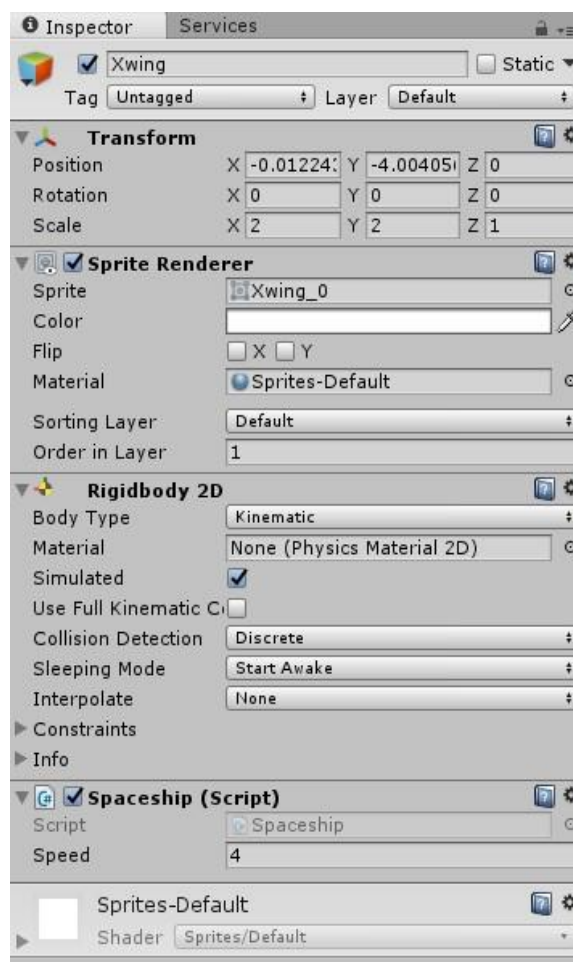 Inspector Services
Xwing Static
Tag Untagged Layer Default
Transform
Position X -0.01224 Y -4.00405 Z 0
Rotation X 0 Y 0 Z 0
Scale X 2 Y 2 Z 1
Sprite Renderer
Sprite Xwing_0
Color
Flip X Y
Material Sprites-Default
Sorting Layer Default
Order in Layer 1
Rigidbody 2D
Body Type Kinematic
Material None (Physics Material 2D)
Simulated
Use Full Kinematic C
Collision Detection Discrete
Sleeping Mode Start Awake
Interpolate None
Constraints
Info
Spaceship (Script)
Script Spaceship
Speed 4
Sprites-Default
Shader Sprites/Default